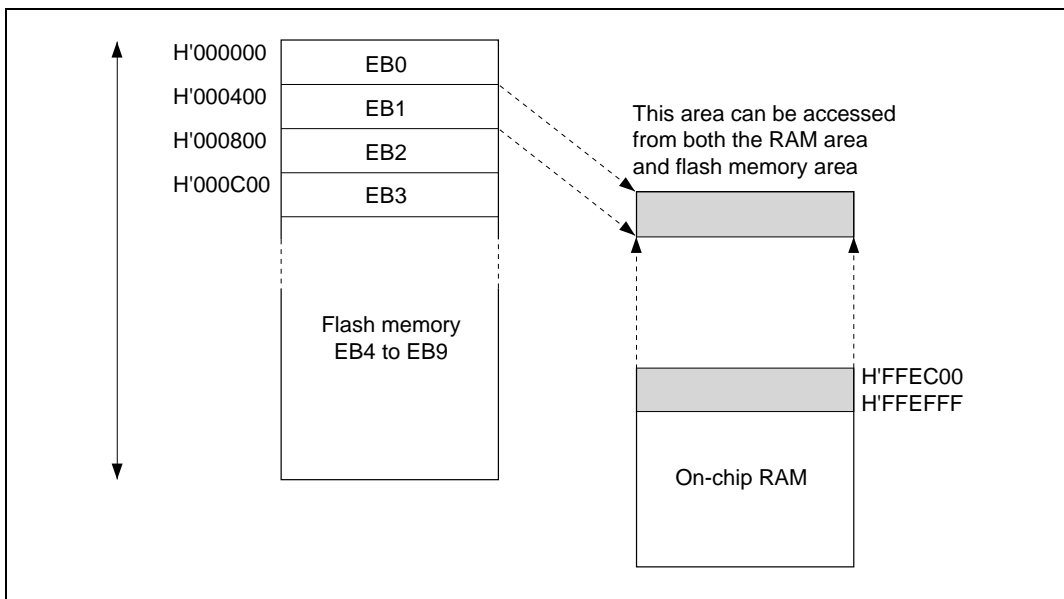 H'000000
EB0
H'000400
EB1
H'000800
EB2
H'000C00
EB3
Flash memory
EB4 to EB9
This area can be accessed
from both the RAM area
and flash memory area
H'FFEC00
H'FFEFFF
On-chip RAM